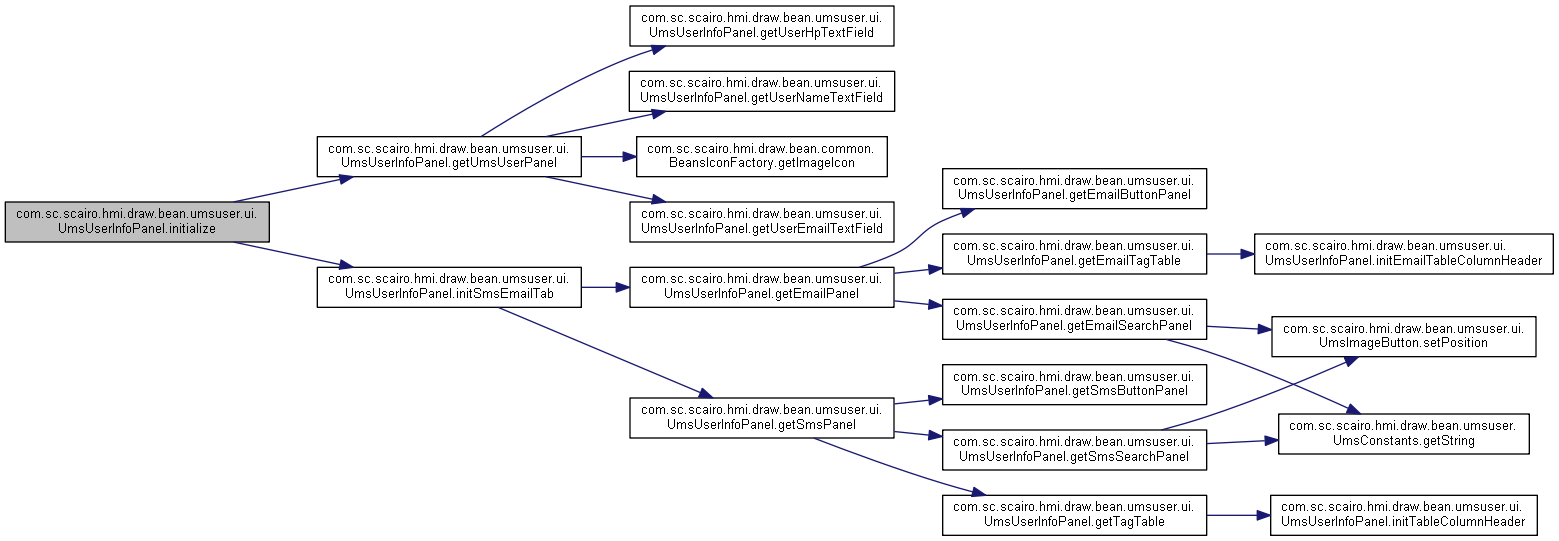 com.sc.scairo.hmi.draw.bean.umsuser.ui.
UmsUserInfoPanel.initialize
com.sc.scairo.hmi.draw.bean.umsuser.ui.
UmsUserInfoPanel.getUmsUserPanel
com.sc.scairo.hmi.draw.bean.umsuser.ui.
UmsUserInfoPanel.initSmsEmailTab
com.sc.scairo.hmi.draw.bean.umsuser.ui.
UmsUserInfoPanel.getUserHpTextField
com.sc.scairo.hmi.draw.bean.umsuser.ui.
UmsUserInfoPanel.getUserNameTextField
com.sc.scairo.hmi.draw.bean.common.
BeansIconFactory.getImageIcon
com.sc.scairo.hmi.draw.bean.umsuser.ui.
UmsUserInfoPanel.getUserEmailTextField
com.sc.scairo.hmi.draw.bean.umsuser.ui.
UmsUserInfoPanel.getEmailPanel
com.sc.scairo.hmi.draw.bean.umsuser.ui.
UmsUserInfoPanel.getSmsPanel
com.sc.scairo.hmi.draw.bean.umsuser.ui.
UmsUserInfoPanel.getEmailButtonPanel
com.sc.scairo.hmi.draw.bean.umsuser.ui.
UmsUserInfoPanel.getEmailTagTable
com.sc.scairo.hmi.draw.bean.umsuser.ui.
UmsUserInfoPanel.getEmailSearchPanel
com.sc.scairo.hmi.draw.bean.umsuser.ui.
UmsUserInfoPanel.getSmsButtonPanel
com.sc.scairo.hmi.draw.bean.umsuser.ui.
UmsUserInfoPanel.getSmsSearchPanel
com.sc.scairo.hmi.draw.bean.umsuser.ui.
UmsUserInfoPanel.getTagTable
com.sc.scairo.hmi.draw.bean.umsuser.ui.
UmsUserInfoPanel.initEmailTableColumnHeader
com.sc.scairo.hmi.draw.bean.umsuser.ui.
UmsImageButton.setPosition
com.sc.scairo.hmi.draw.bean.umsuser.
UmsConstants.getString
com.sc.scairo.hmi.draw.bean.umsuser.ui.
UmsUserInfoPanel.initTableColumnHeader